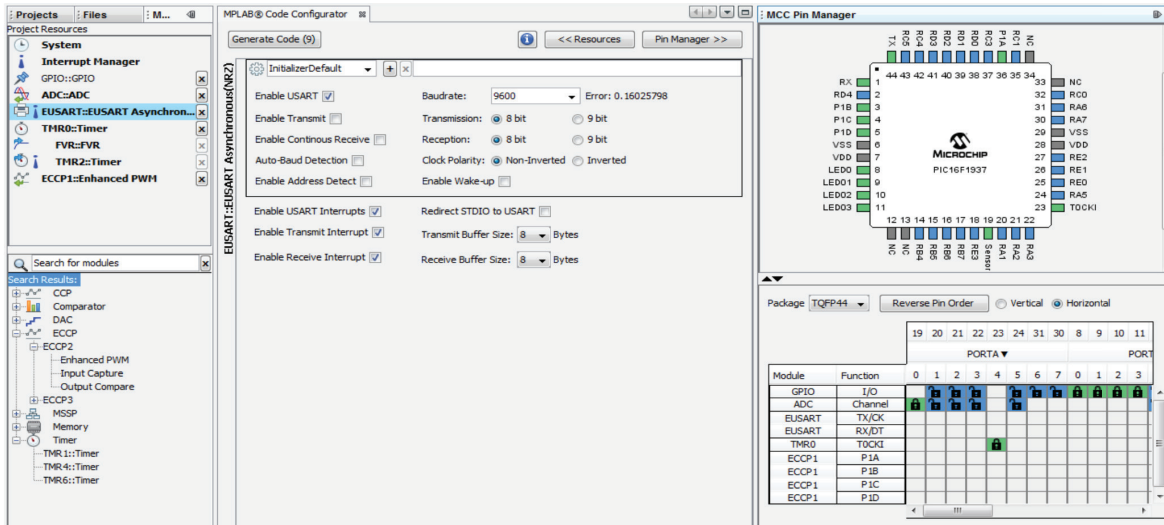 Projects Files M...
Project Resources
System
Interrupt Manager
GPIO::GPIO
ADC::ADC
EUSART::EUSART Asynchron...
TMR0::Timer
FVR::FVR
TMR2::Timer
ECCP1::Enhanced PWM
Search for modules
Search Results:
CCP
Comparator
DAC
ECCP
ECCP2
Enhanced PWM
Input Capture
Output Compare
ECCP3
MSSP
Memory
Timer
TMR1::Timer
TMR4::Timer
TMR6::Timer
MPLAB® Code Configurator
Generate Code (9) << Resources Pin Manager >>
EUSART::EUSART Asynchronous(NR2)
InitializerDefault
Enable USART Baudrate: 9600 Error: 0.16025798
Enable Transmit Transmission: 8 bit 9 bit
Enable Continous Receive Reception: 8 bit 9 bit
Auto-Baud Detection Clock Polarity: Non-Inverted Inverted
Enable Address Detect Enable Wake-up
Enable USART Interrupts Redirect STDIO to USART
Enable Transmit Interrupt Transmit Buffer Size: 8 Bytes
Enable Receive Interrupt Receive Buffer Size: 8 Bytes
MCC Pin Manager
TX RC5 RC4 RD3 RD2 RD1 RD0 RC3 P1A RC1 NC
44 43 42 41 40 39 38 37 36 35 34
RX 1 33 NC
RD4 2 32 RC0
P1B 3 31 RA6
P1C 4 30 RA7
P1D 5 29 VSS
VSS 6 28 VDD
VDD 7 27 RE2
LED0 8 26 RE1
LED01 9 25 RE0
LED02 10 24 RA5
LED03 11 23 TOCKI
MICROCHIP
PIC16F1937
12 13 14 15 16 17 18 19 20 21 22
NC NC RB4 RB5 RB6 RB7 RE3 Sensor RA1 RA2 RA3
Package TQFP44 Reverse Pin Order Vertical Horizontal
19 20 21 22 23 24 31 30 8 9 10 11
PORTA▼ PORT
Module Function 0 1 2 3 4 5 6 7 0 1 2 3
GPIO I/O
ADC Channel
EUSART TX/CK
EUSART RX/DT
TMR0 TOCKI
ECCP1 P1A
ECCP1 P1B
ECCP1 P1C
ECCP1 P1D